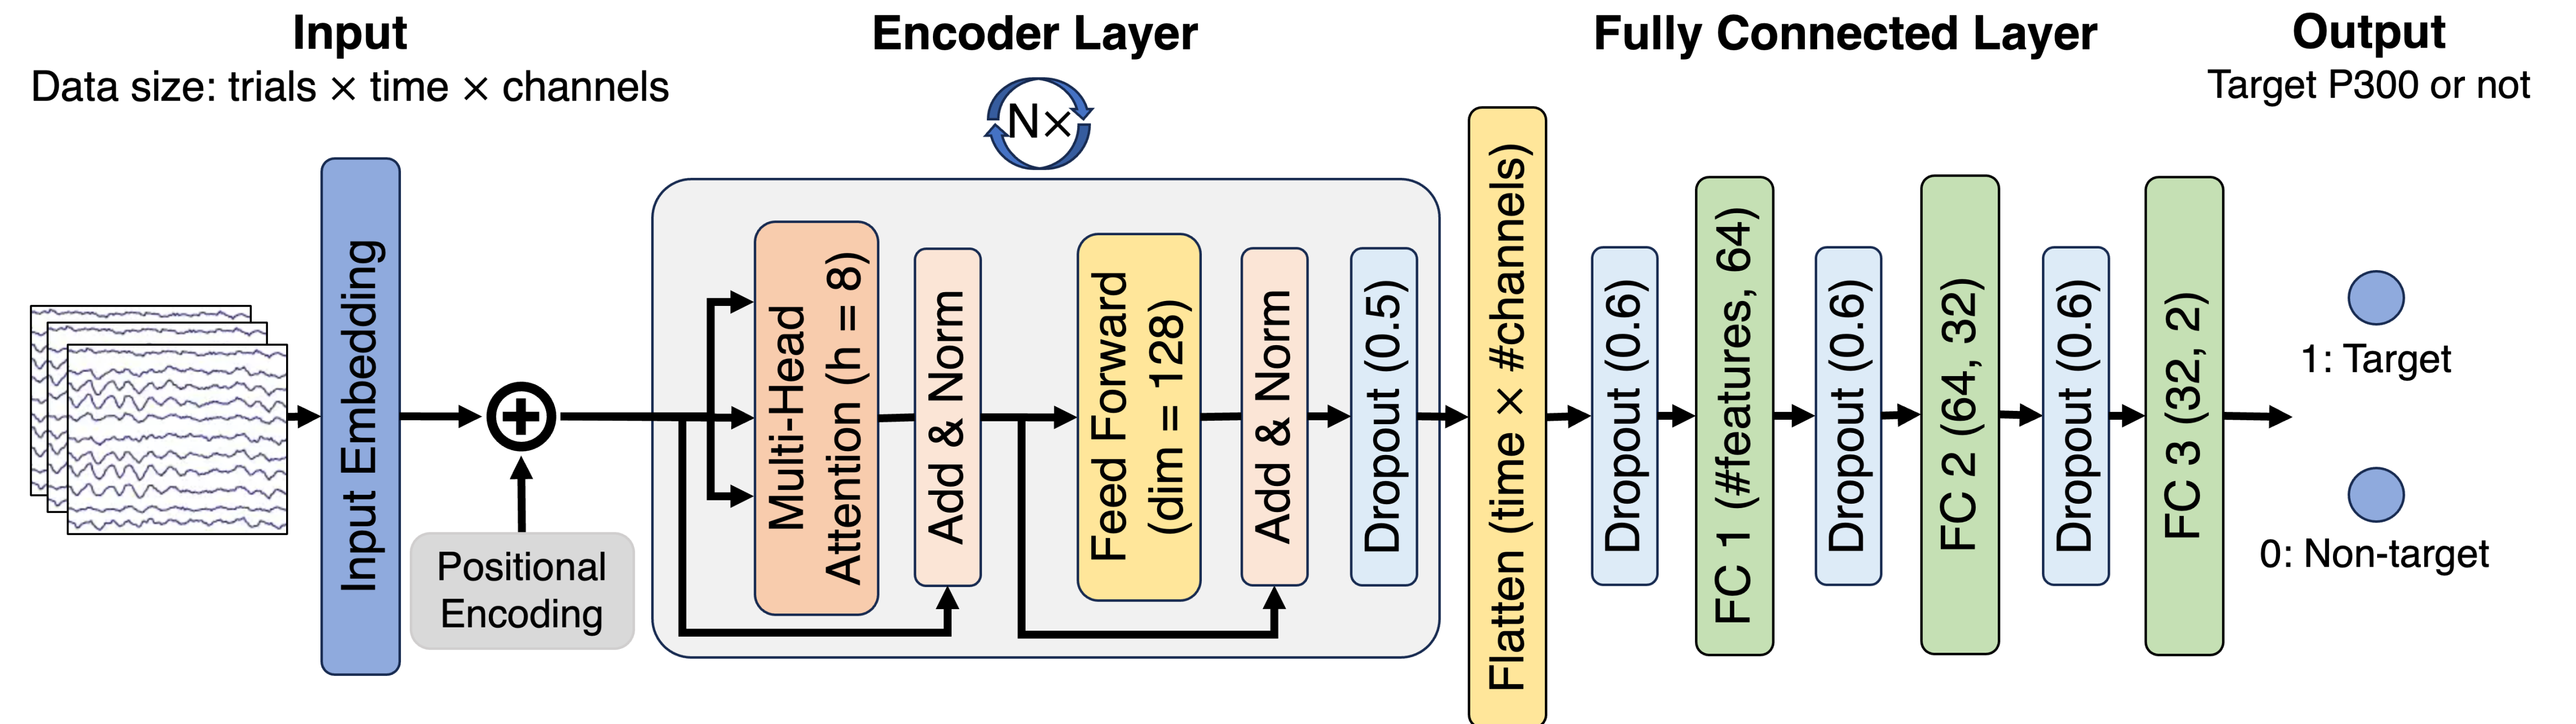 Input
Data size: trials × time × channels
Input Embedding
Positional
Encoding
Encoder Layer
N×
Multi-Head
Attention (h = 8)
Add & Norm
Feed Forward
(dim = 128)
Add & Norm
Dropout (0.5)
Flatten (time × #channels)
Fully Connected Layer
Dropout (0.6)
FC 1 (#features, 64)
Dropout (0.6)
FC 2 (64, 32)
Dropout (0.6)
FC 3 (32, 2)
Output
Target P300 or not
1: Target
0: Non-target